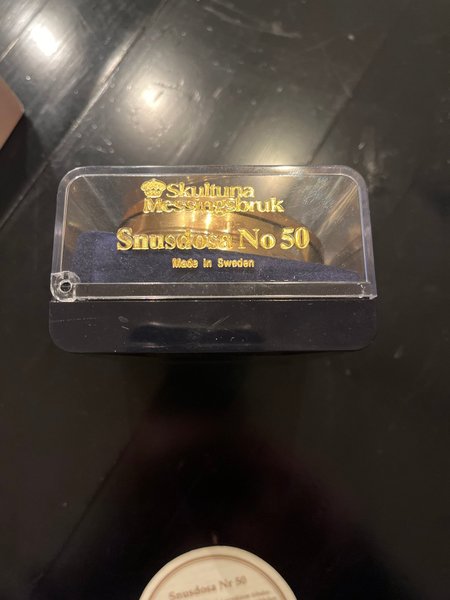 Skultuna
Messingsbruk
Snusdosa No 50
Made in Sweden
Snusdosa Nr 50